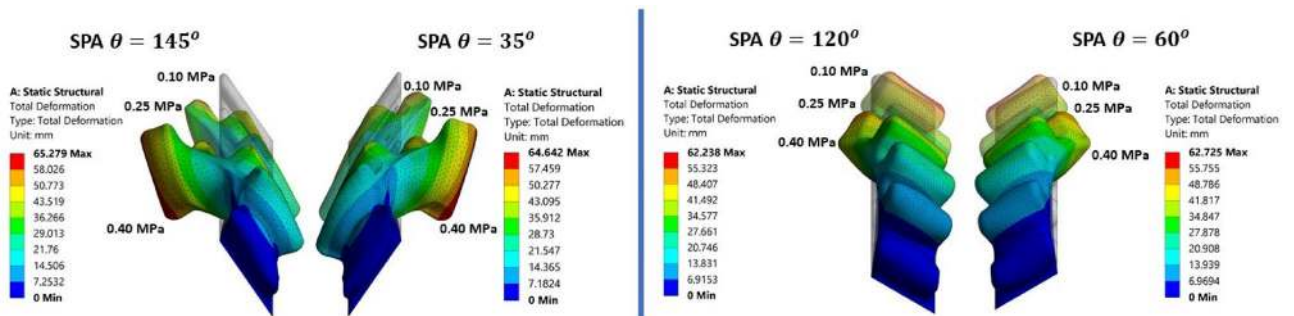 SPA θ = 145°
SPA θ = 35°
0.10 MPa
0.25 MPa
0.40 MPa
A: Static Structural
Total Deformation
Type: Total Deformation
Unit: mm
65.279 Max
58.026
50.773
43.519
36.266
29.013
21.76
14.506
7.2532
0 Min
0.10 MPa
0.25 MPa
0.40 MPa
A: Static Structural
Total Deformation
Type: Total Deformation
Unit: mm
64.642 Max
57.459
50.277
43.095
35.912
28.73
21.547
14.365
7.1824
0 Min
SPA θ = 120°
SPA θ = 60°
A: Static Structural
Total Deformation
Type: Total Deformation
Unit: mm
62.238 Max
55.323
48.407
41.492
34.577
27.661
20.746
13.831
6.9153
0 Min
0.10 MPa
0.25 MPa
0.40 MPa
0.10 MPa
0.25 MPa
0.40 MPa
A: Static Structural
Total Deformation
Type: Total Deformation
Unit: mm
62.725 Max
55.755
48.786
41.817
34.847
27.878
20.908
13.939
6.9694
0 Min